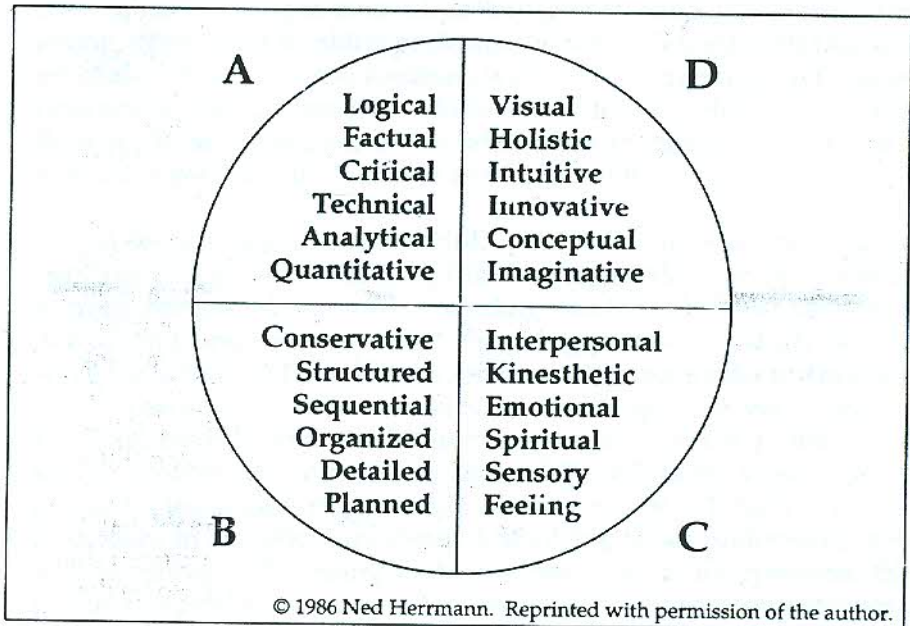 A
Logical
Factual
Critical
Technical
Analytical
Quantitative
D
Visual
Holistic
Intuitive
Innovative
Conceptual
Imaginative
B
Conservative
Structured
Sequential
Organized
Detailed
Planned
C
Interpersonal
Kinesthetic
Emotional
Spiritual
Sensory
Feeling
© 1986 Ned Herrmann. Reprinted with permission of the author.